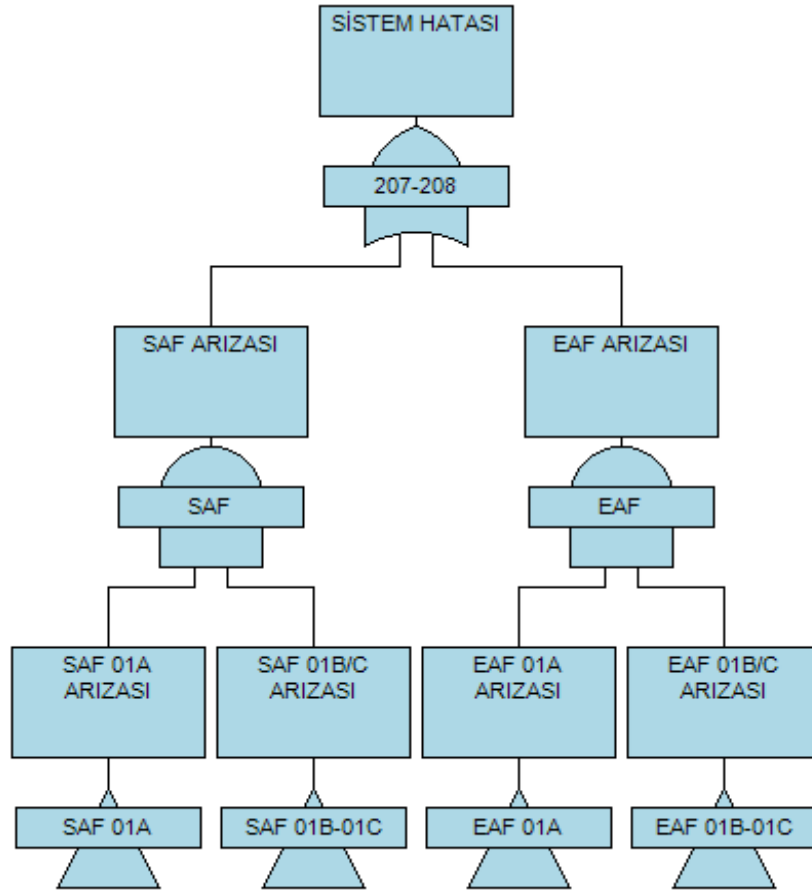 SİSTEM HATASI
207-208
SAF ARIZASI
EAF ARIZASI
SAF
EAF
SAF 01A
ARIZASI
SAF 01B/C
ARIZASI
EAF 01A
ARIZASI
EAF 01B/C
ARIZASI
SAF 01A
SAF 01B-01C
EAF 01A
EAF 01B-01C